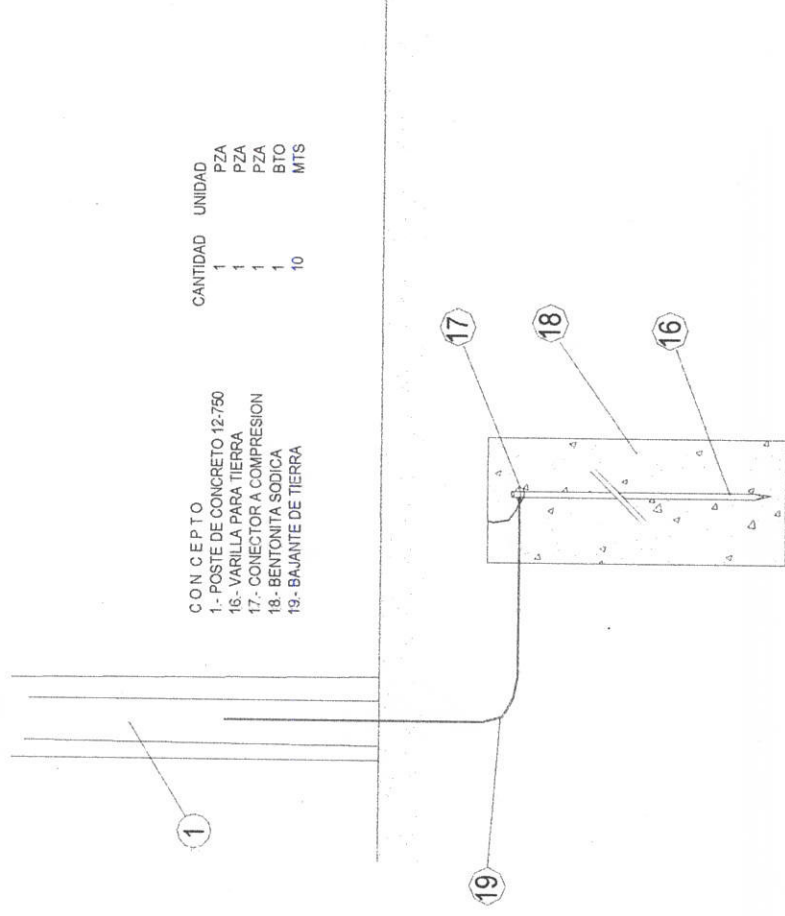 CONCEPTO CANTIDAD UNIDAD
1.- POSTE DE CONCRETO 12-750 1 PZA
16.- VARILLA PARA TIERRA 1 PZA
17.- CONECTOR A COMPRESION 1 PZA
18.- BENTONITA SODICA 1 BTO
19.- BAJANTE DE TIERRA 10 MTS
1
17
18
16
19